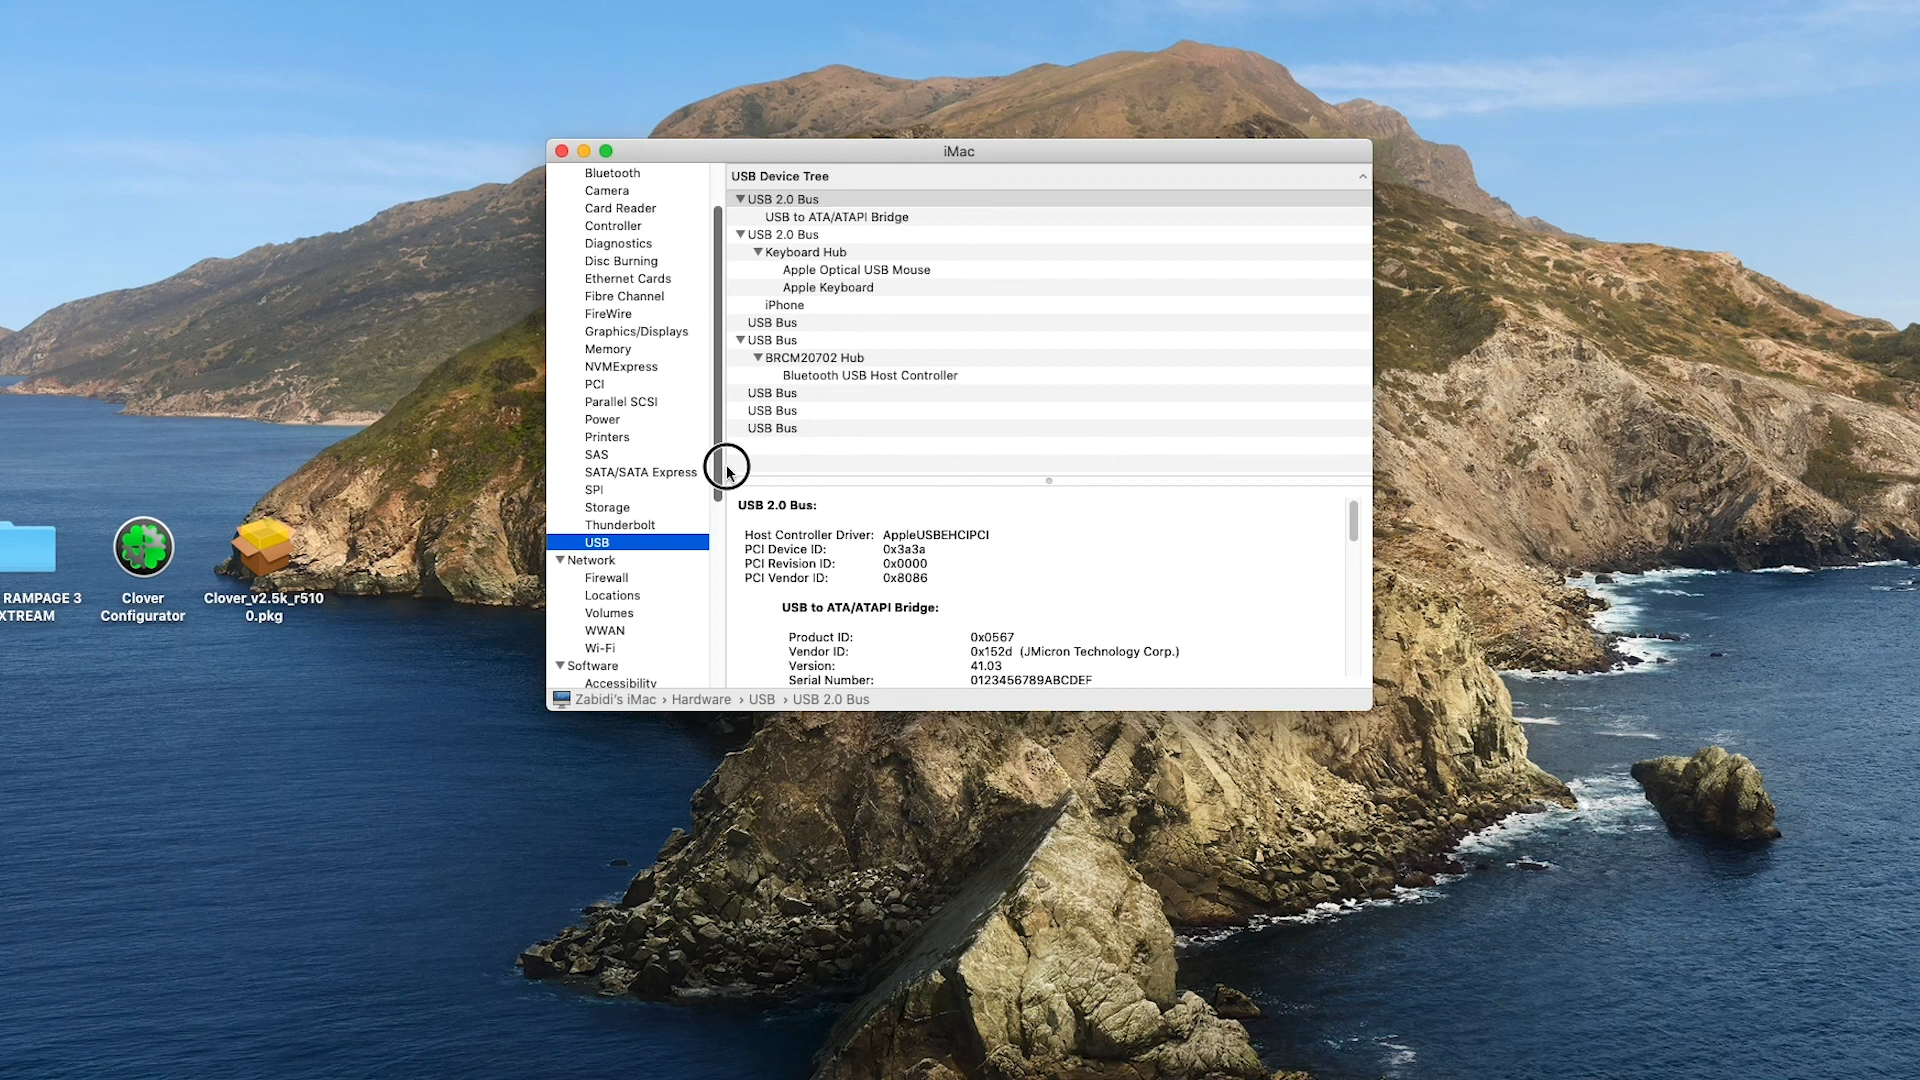 iMac
Bluetooth
Camera
Card Reader
Controller
Diagnostics
Disc Burning
Ethernet Cards
Fibre Channel
FireWire
Graphics/Displays
Memory
NVMExpress
PCI
Parallel SCSI
Power
Printers
SAS
SATA/SATA Express
SPI
Storage
Thunderbolt
USB
Network
Firewall
Locations
Volumes
WWAN
Wi-Fi
Software
Accessibility
USB Device Tree
USB 2.0 Bus
USB to ATA/ATAPI Bridge
USB 2.0 Bus
Keyboard Hub
Apple Optical USB Mouse
Apple Keyboard
iPhone
USB Bus
USB Bus
BRCM20702 Hub
Bluetooth USB Host Controller
USB Bus
USB Bus
USB Bus
USB 2.0 Bus:
Host Controller Driver: AppleUSBEHCIPCI
PCI Device ID: 0x3a3a
PCI Revision ID: 0x0000
PCI Vendor ID: 0x8086
USB to ATA/ATAPI Bridge:
Product ID: 0x0567
Vendor ID: 0x152d (JMicron Technology Corp.)
Version: 41.03
Serial Number: 0123456789ABCDEF
Zabidi's iMac › Hardware › USB › USB 2.0 Bus
RAMPAGE 3
XTREAM
Clover
Configurator
Clover_v2.5k_r510
0.pkg